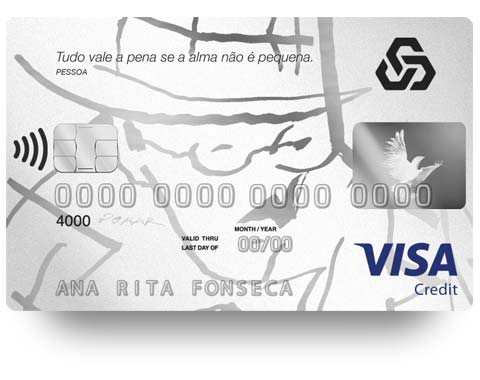 Tudo vale a pena se a alma não é pequena.
PESSOA
0000 0000 0000 0000
4000
POMAR
MONTH/YEAR
VALID THRU
LAST DAY OF
00/00
VISA
ANA RITA FONSECA
Credit